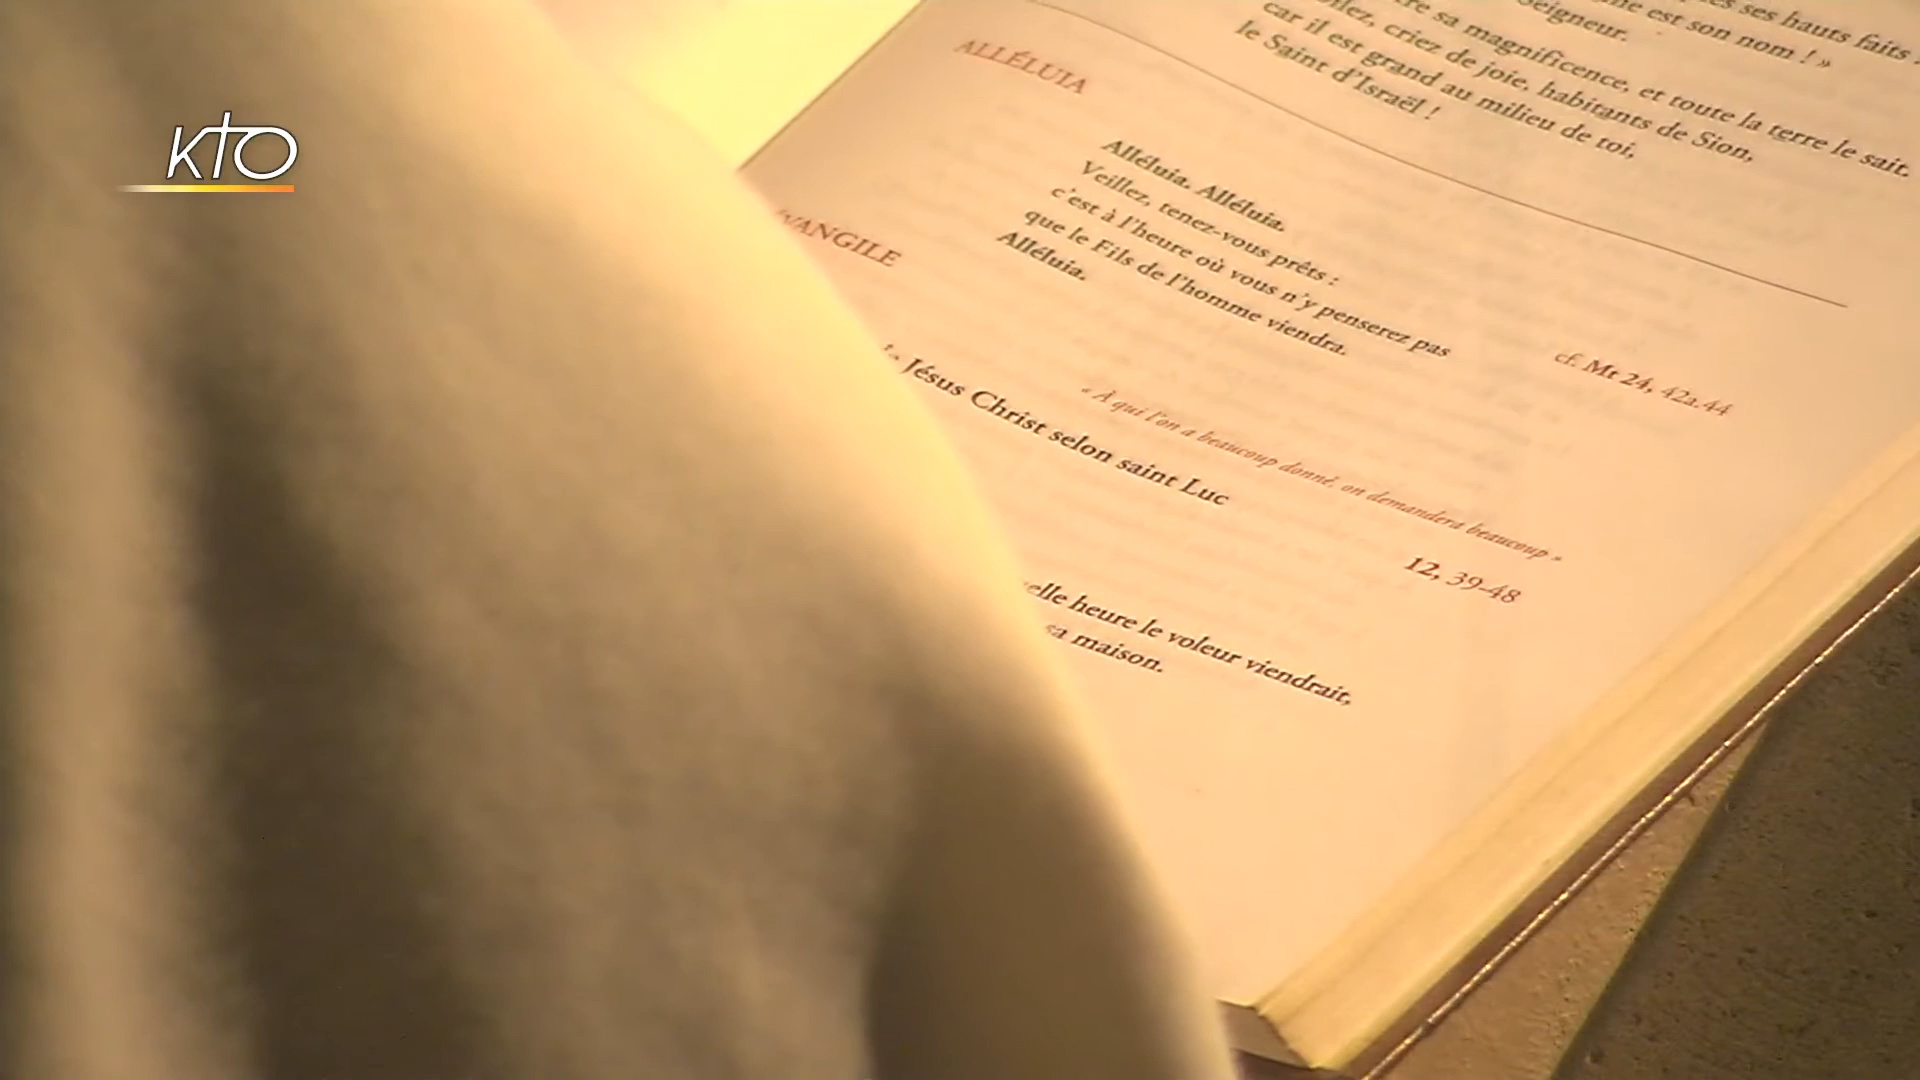 KTO
ses hauts faits
est son nom ! »
sa magnificence, et toute la terre le sait.
Seigneur.
criez de joie, habitants de Sion,
car il est grand au milieu de toi,
le Saint d'Israël !
ALLÉLUIA
Alléluia. Alléluia.
Veillez, tenez-vous prêts :
c'est à l'heure où vous n'y penserez pas
que le Fils de l'homme viendra.
Alléluia.
cf. Mt 24, 42a.44
VANGILE
« À qui l'on a beaucoup donné, on demandera beaucoup »
Jésus Christ selon saint Luc
12, 39-48
elle heure le voleur viendrait,
sa maison.